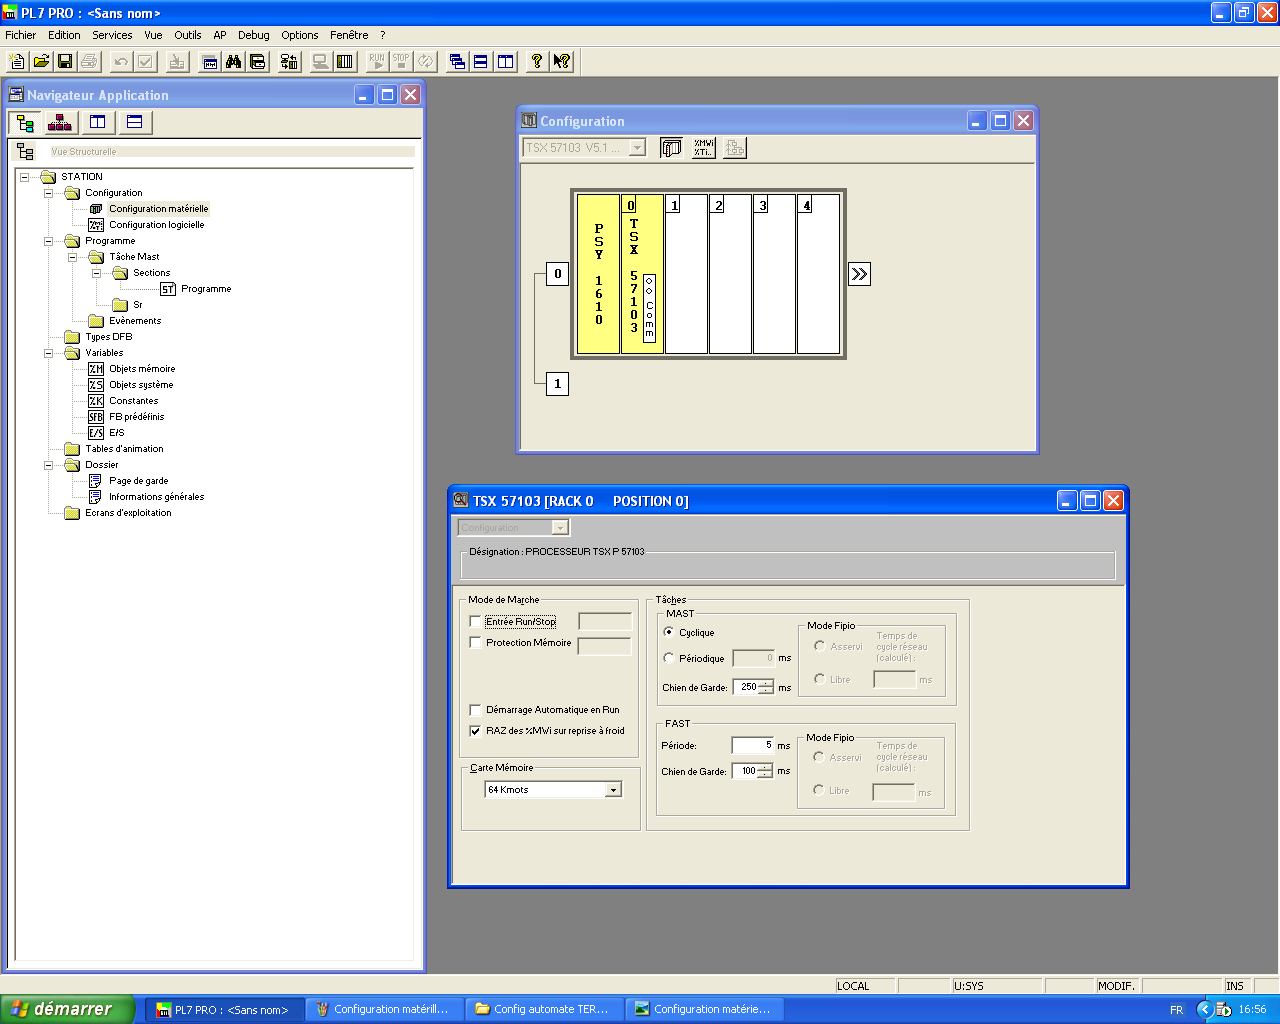 PL7 PRO : <Sans nom>
Fichier Edition Services Vue Outils AP Debug Options Fenêtre ?
RUN STOP
Navigateur Application
Vue Structurelle
STATION
Configuration
Configuration matérielle
Configuration logicielle
Programme
Tâche Mast
Sections
ST Programme
Sr
Evènements
Types DFB
Variables
%M Objets mémoire
%S Objets système
%K Constantes
SFB FB prédéfinis
E/S E/S
Tables d'animation
Dossier
Page de garde
Informations générales
Ecrans d'exploitation
Configuration
TSX 57103 V5.1 ... %MWi %Ti..
0 1 2 3 4
PSY 1610
TSX 57103
Comm
0
1
TSX 57103 [RACK 0 POSITION 0]
Configuration
Désignation : PROCESSEUR TSX P 57103
Mode de Marche
Entrée Run/Stop
Protection Mémoire
Démarrage Automatique en Run
RAZ des %MWi sur reprise à froid
Carte Mémoire
64 Kmots
Tâches
MAST
Cyclique
Périodique 0 ms
Chien de Garde: 250 ms
Mode Fipio
Asservi
Libre
Temps de
cycle réseau
(calculé) :
ms
FAST
Période: 5 ms
Chien de Garde: 100 ms
Mode Fipio
Asservi
Libre
Temps de
cycle réseau
(calculé) :
ms
LOCAL U:SYS MODIF. INS
démarrer PL7 PRO : <Sans nom> Configuration matérill... Config automate TER... Configuration matérie... FR 16:56